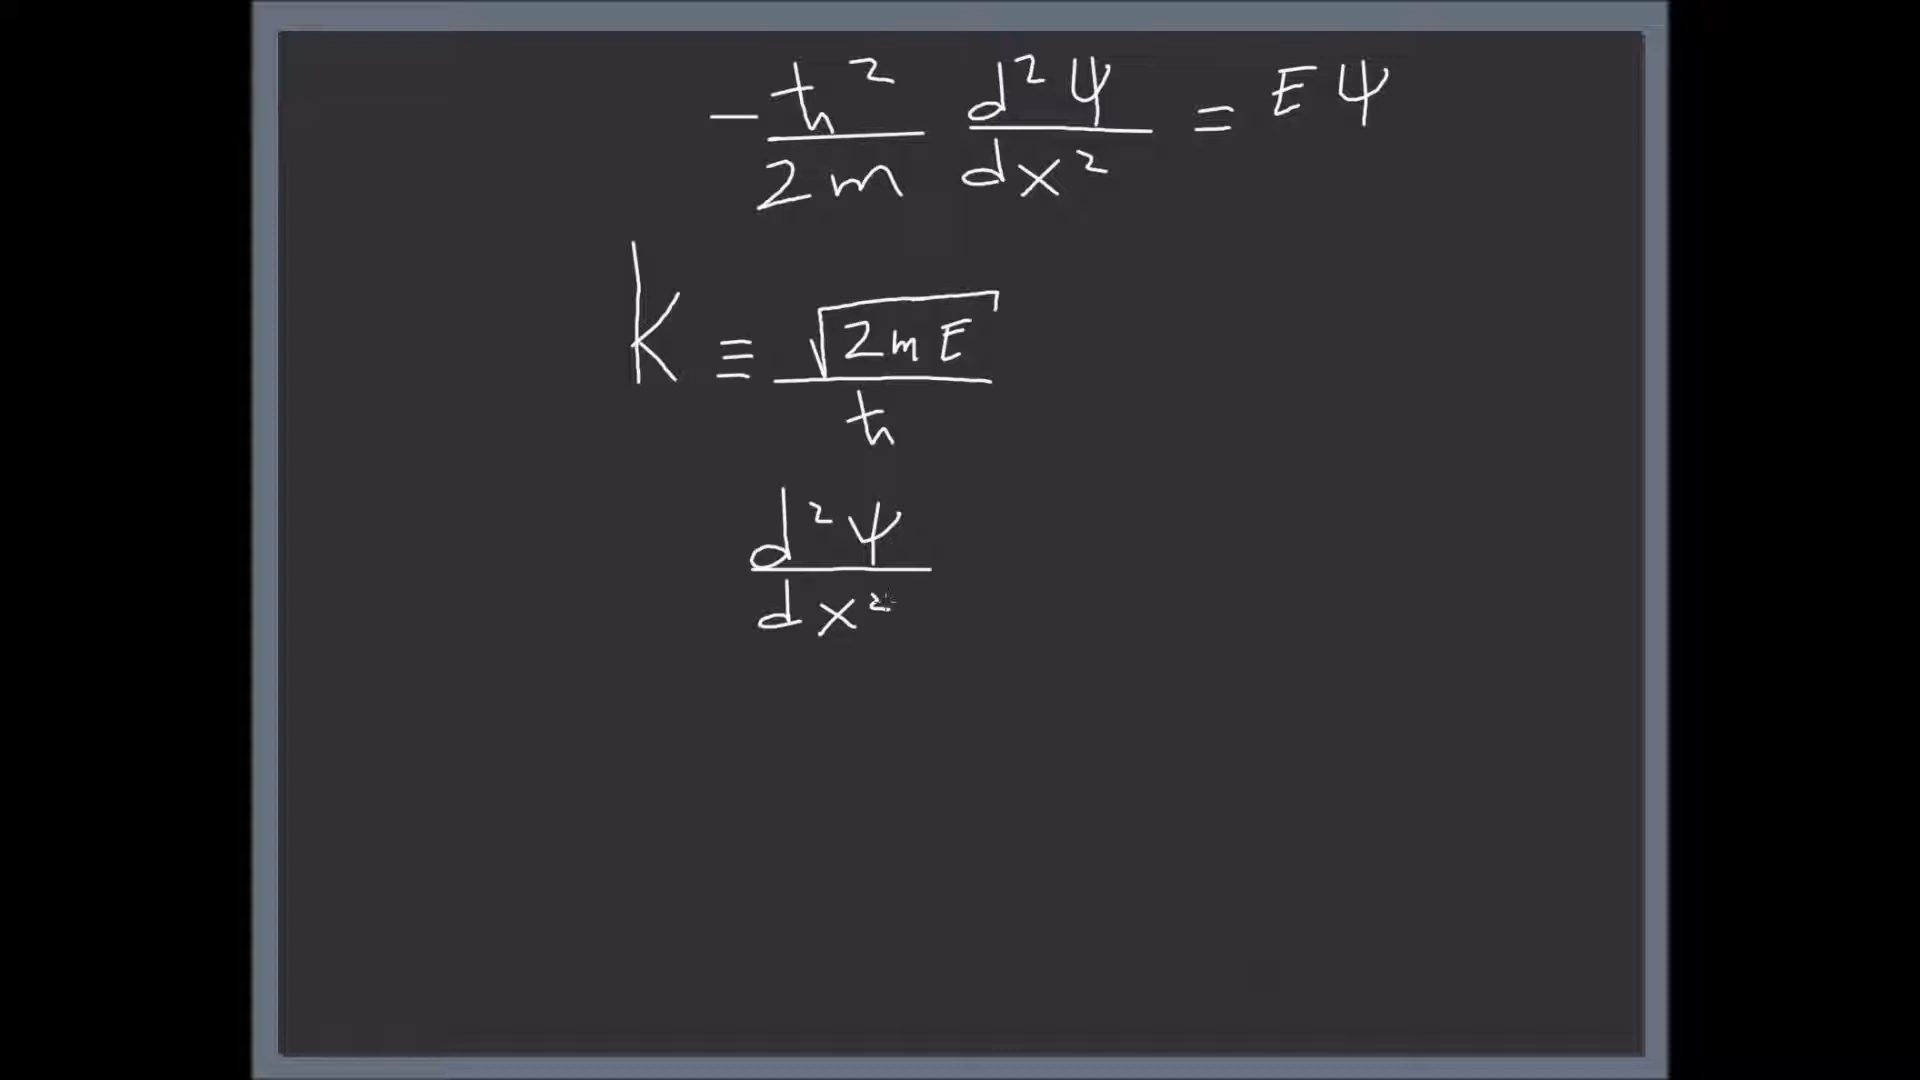 -ħ²/2m d²ψ/dx² = Eψ
k ≡ √2mE/ħ
d²ψ/dx²